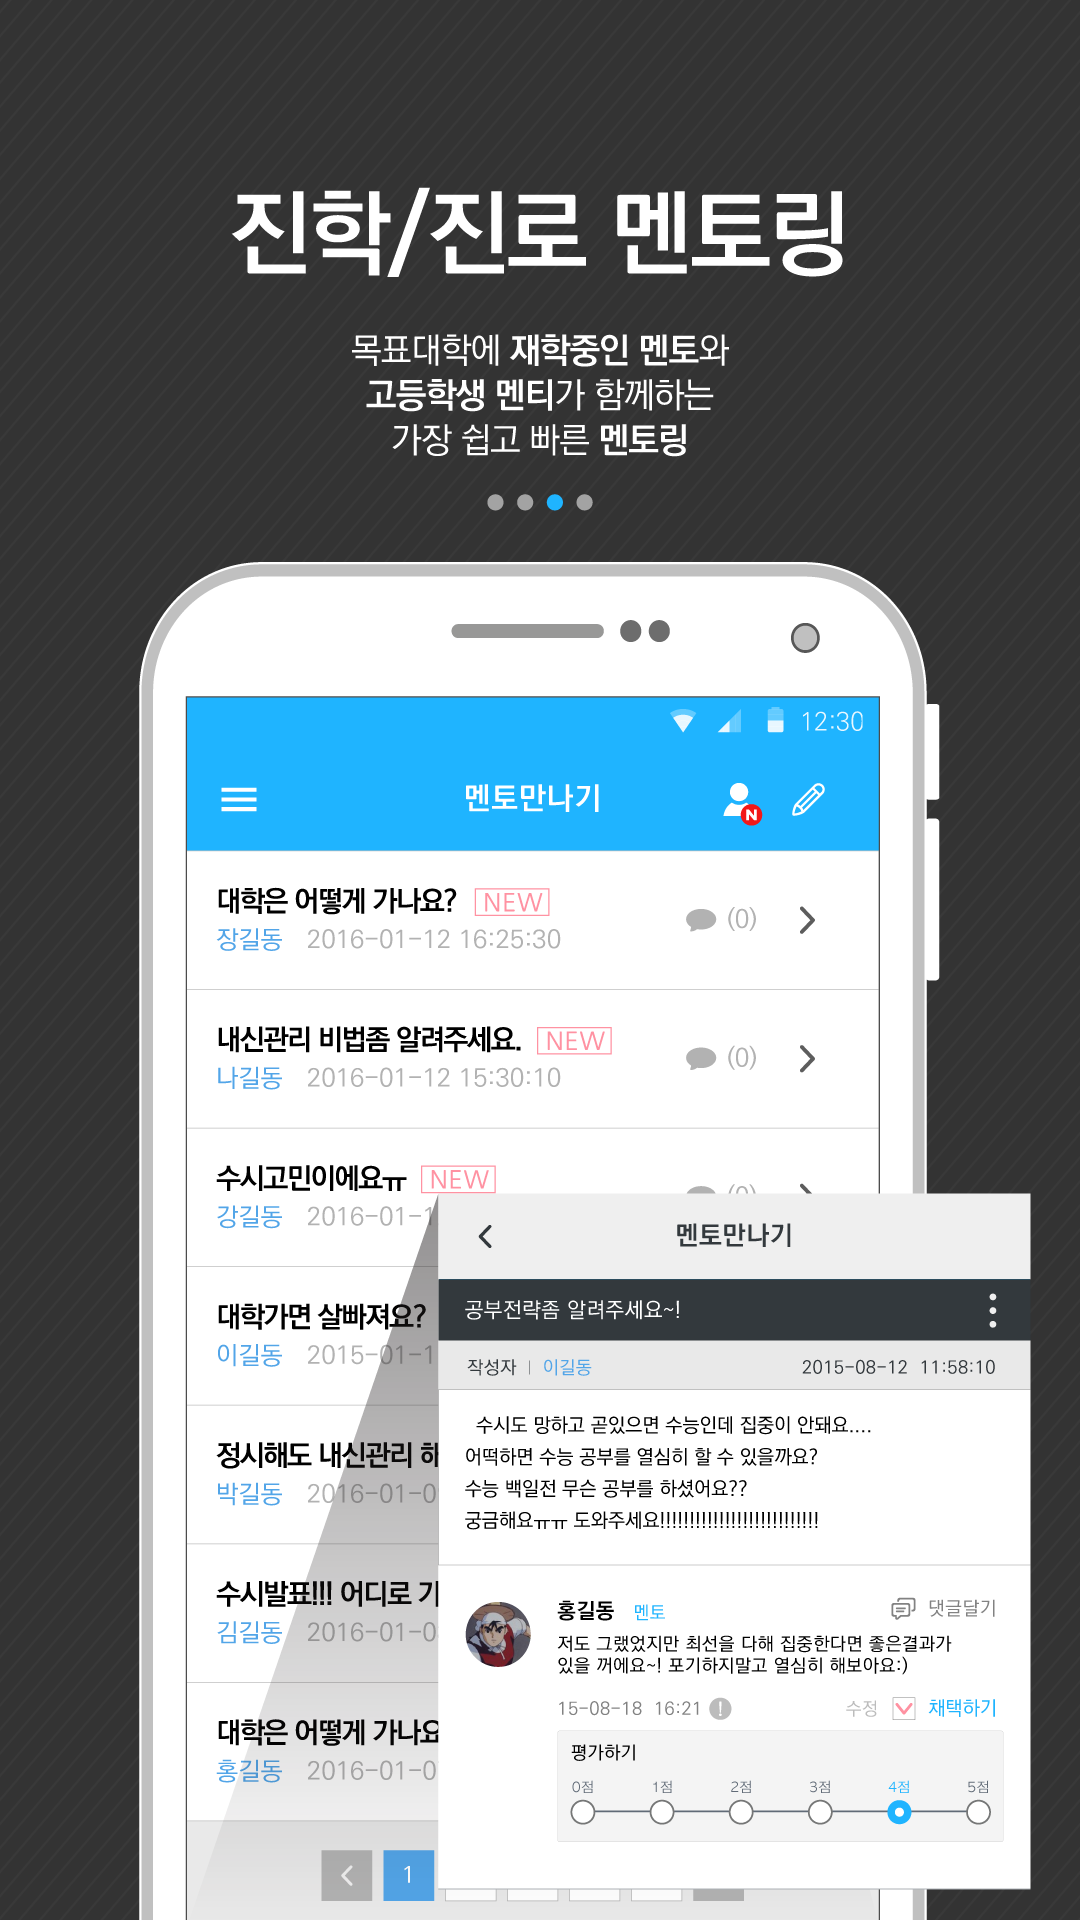 진학/진로 멘토링
목표대학에 재학중인 멘토와
고등학생 멘티가 함께하는
가장 쉽고 빠른 멘토링
12:30
멘토만나기
N
대학은 어떻게 가나요? NEW
장길동 2016-01-12 16:25:30 (0)
내신관리 비법좀 알려주세요. NEW
나길동 2016-01-12 15:30:10 (0)
수시고민이에요ㅠ NEW
강길동 2016-01-1 (0)
대학가면 살빠져요?
이길동 2015-01-1
정시해도 내신관리 해
박길동 2016-01-0
수시발표!!! 어디로 가
김길동 2016-01-0
대학은 어떻게 가나요
홍길동 2016-01-0
1
멘토만나기
공부전략좀 알려주세요~!
작성자 | 이길동 2015-08-12 11:58:10
수시도 망하고 곧있으면 수능인데 집중이 안돼요....
어떡하면 수능 공부를 열심히 할 수 있을까요?
수능 백일전 무슨 공부를 하셨어요??
궁금해요ㅠㅠ 도와주세요!!!!!!!!!!!!!!!!!!!!!!!!!!!
홍길동 멘토 댓글달기
저도 그랬었지만 최선을 다해 집중한다면 좋은결과가
있을 꺼에요~! 포기하지말고 열심히 해보아요:)
15-08-18 16:21 ! 수정 채택하기
평가하기
0점 1점 2점 3점 4점 5점